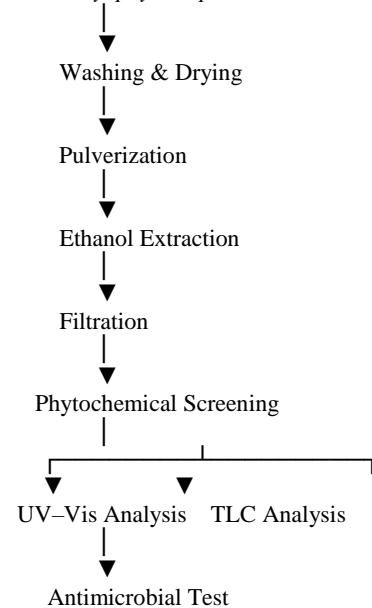 Washing & Drying
Pulverization
Ethanol Extraction
Filtration
Phytochemical Screening
UV–Vis Analysis TLC Analysis
Antimicrobial Test